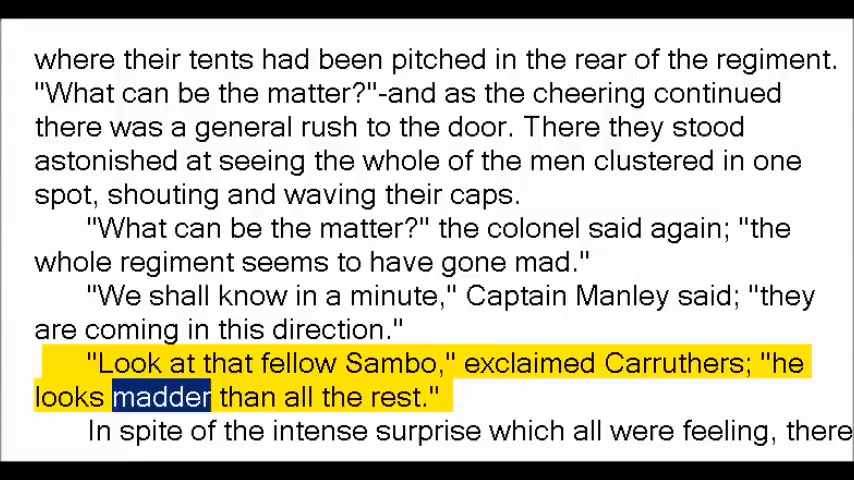 where their tents had been pitched in the rear of the regiment.
"What can be the matter?"-and as the cheering continued
there was a general rush to the door. There they stood
astonished at seeing the whole of the men clustered in one
spot, shouting and waving their caps.
"What can be the matter?" the colonel said again; "the
whole regiment seems to have gone mad."
"We shall know in a minute," Captain Manley said; "they
are coming in this direction."
"Look at that fellow Sambo," exclaimed Carruthers; "he
looks madder than all the rest."
In spite of the intense surprise which all were feeling, there